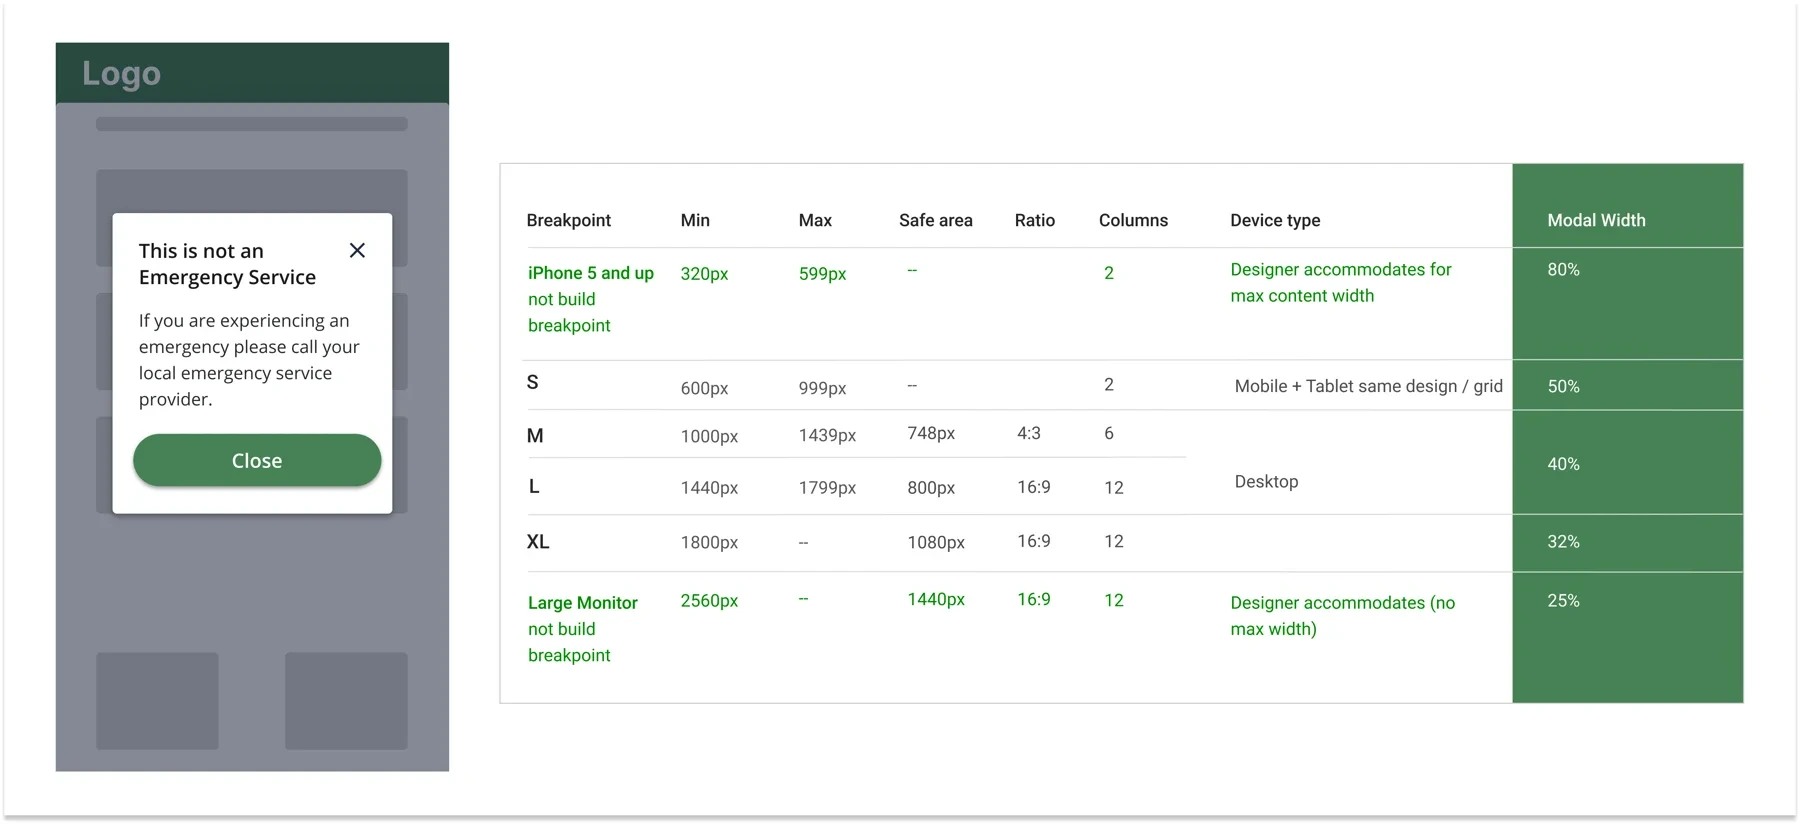 Logo
This is not an
Emergency Service
If you are experiencing an
emergency please call your
local emergency service
provider.
Close
Breakpoint Min Max Safe area Ratio Columns Device type Modal Width
iPhone 5 and up 320px 599px -- 2 Designer accommodates for 80%
not build max content width
breakpoint
S 600px 999px -- 2 Mobile + Tablet same design / grid 50%
M 1000px 1439px 748px 4:3 6
40%
Desktop
L 1440px 1799px 800px 16:9 12
XL 1800px -- 1080px 16:9 12 32%
Large Monitor 2560px -- 1440px 16:9 12 Designer accommodates (no 25%
not build max width)
breakpoint